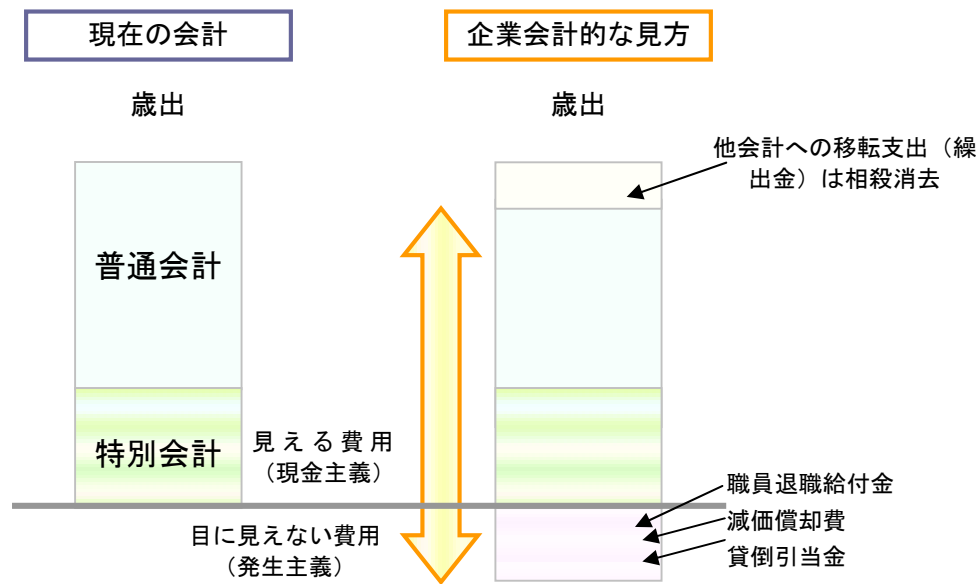 現在の会計
企業会計的な見方
歳出
歳出
他会計への移転支出（繰
出金）は相殺消去
普通会計
特別会計
見える費用
（現金主義）
目に見えない費用
（発生主義）
職員退職給付金
減価償却費
貸倒引当金